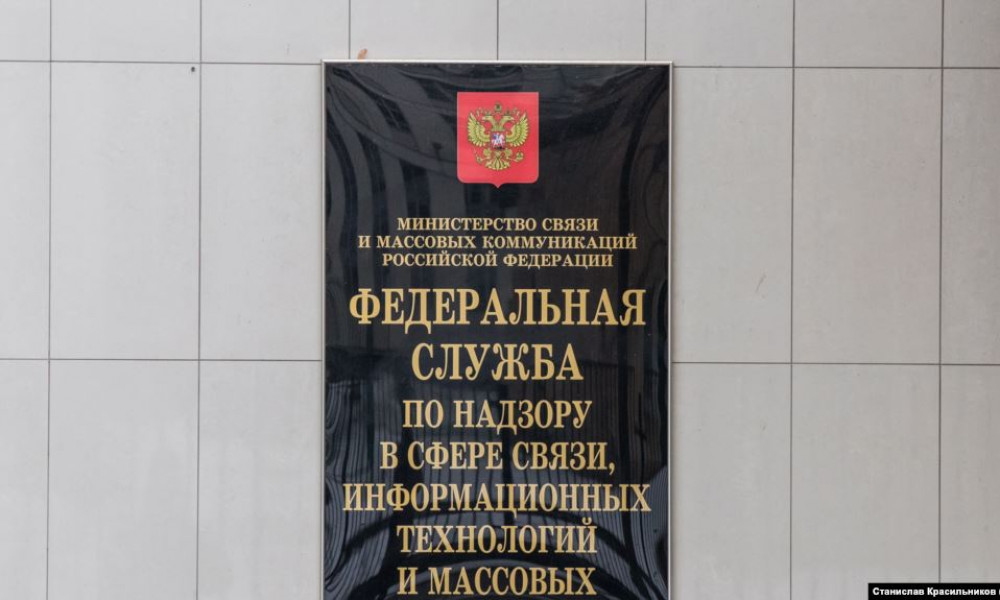 МИНИСТЕРСТВО СВЯЗИ
И МАССОВЫХ КОММУНИКАЦИЙ
РОССИЙСКОЙ ФЕДЕРАЦИИ
ФЕДЕРАЛЬНАЯ
СЛУЖБА
ПО НАДЗОРУ
В СФЕРЕ СВЯЗИ,
ИНФОРМАЦИОННЫХ
ТЕХНОЛОГИЙ
И МАССОВЫХ
Станислав Красильников